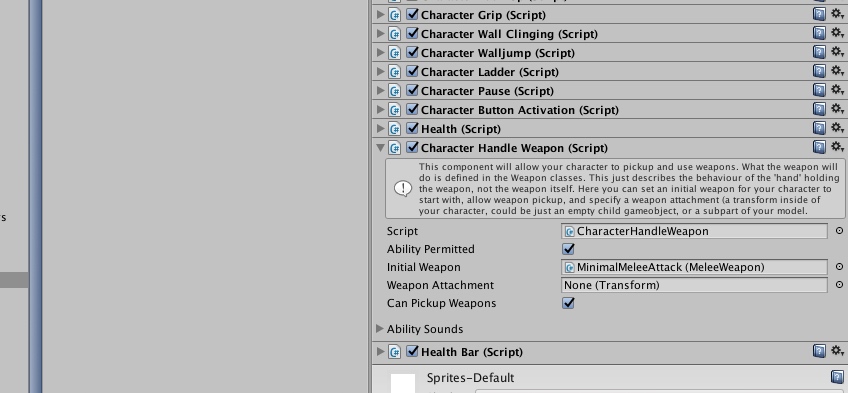 Character Grip (Script)
Character Wall Clinging (Script)
Character Walljump (Script)
Character Ladder (Script)
Character Pause (Script)
Character Button Activation (Script)
Health (Script)
Character Handle Weapon (Script)
This component will allow your character to pickup and use weapons. What the weapon will
do is defined in the Weapon classes. This just describes the behaviour of the 'hand' holding
the weapon, not the weapon itself. Here you can set an initial weapon for your character to
start with, allow weapon pickup, and specify a weapon attachment (a transform inside of
your character, could be just an empty child gameobject, or a subpart of your model.
Script CharacterHandleWeapon
Ability Permitted
Initial Weapon MinimalMeleeAttack (MeleeWeapon)
Weapon Attachment None (Transform)
Can Pickup Weapons
Ability Sounds
Health Bar (Script)
Sprites-Default